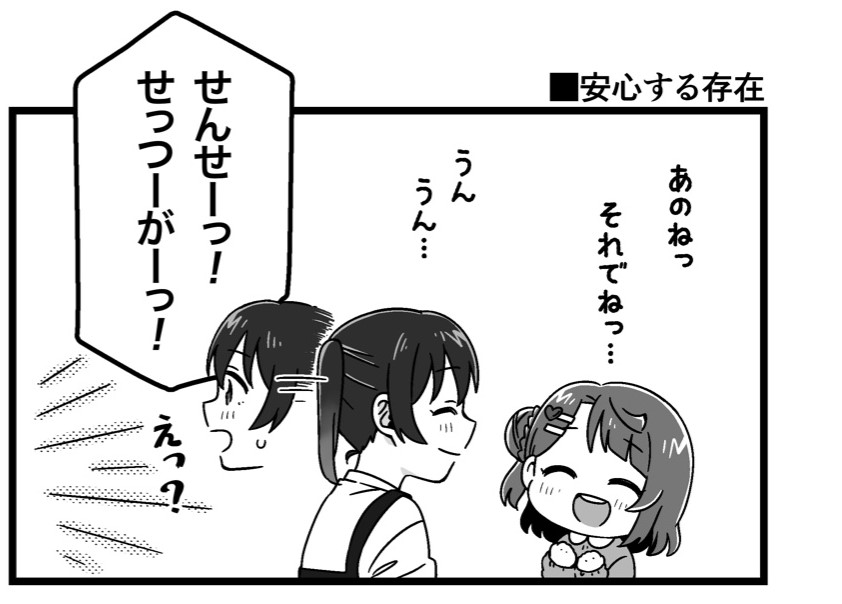 ■安心する存在
あのねっ
それでねっ…
うん
うん…
せんせーっ！
せっつーがーっ！
えっ？